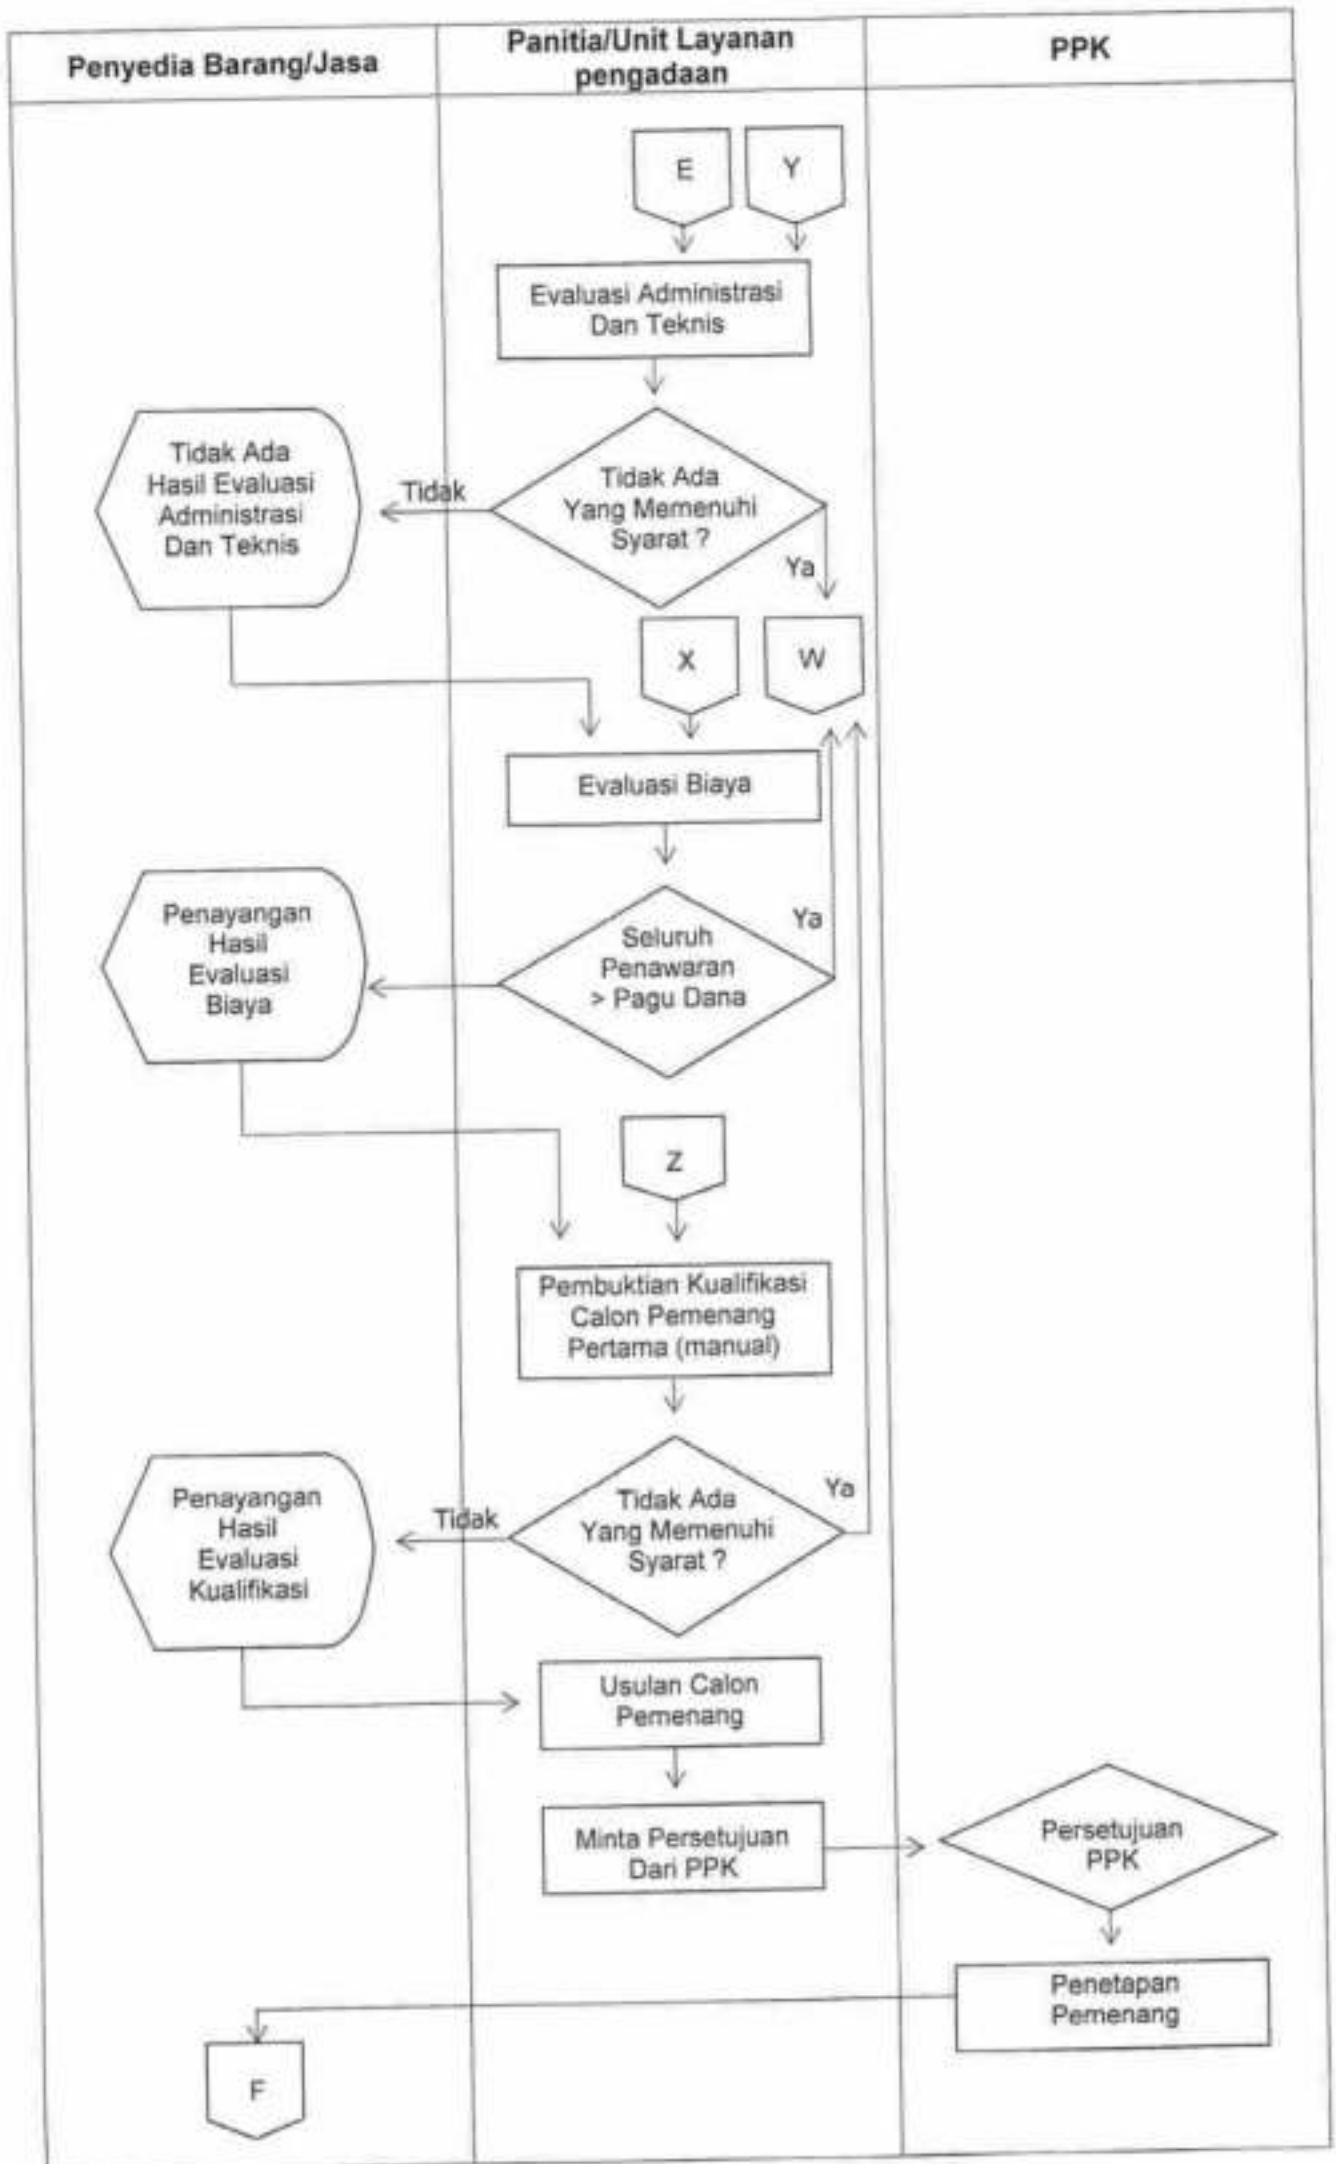 Penyedia Barang/Jasa
Panitia/Unit Layanan
pengadaan
PPK
E
Y
Evaluasi Administrasi
Dan Teknis
Tidak Ada
Hasil Evaluasi
Administrasi
Dan Teknis
Tidak
Tidak Ada
Yang Memenuhi
Syarat ?
Ya
X
W
Evaluasi Biaya
Penayangan
Hasil
Evaluasi
Biaya
Seluruh
Penawaran
> Pagu Dana
Ya
Z
Pembuktian Kualifikasi
Calon Pemenang
Pertama (manual)
Penayangan
Hasil
Evaluasi
Kualifikasi
Tidak
Tidak Ada
Yang Memenuhi
Syarat ?
Ya
Usulan Calon
Pemenang
Minta Persetujuan
Dari PPK
Persetujuan
PPK
Penetapan
Pemenang
F